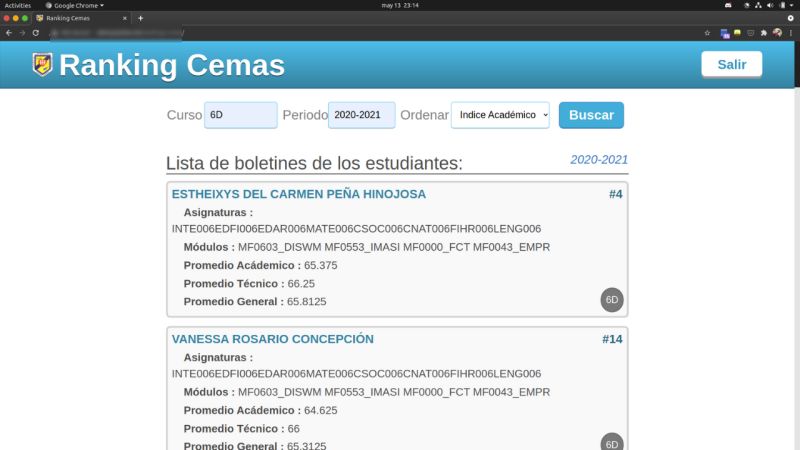 Activities
Google Chrome
may 13 23:14
Ranking Cemas
Ranking Cemas
Salir
Curso 6D Periodo 2020-2021 Ordenar Indice Académico Buscar
Lista de boletines de los estudiantes: 2020-2021
ESTHEIXYS DEL CARMEN PEÑA HINOJOSA #4
Asignaturas :
INTE006EDFI006EDAR006MATE006CSOC006CNAT006FIHR006LENG006
Módulos : MF0603_DISWM MF0553_IMASI MF0000_FCT MF0043_EMPR
Promedio Acádemico : 65.375
Promedio Técnico : 66.25
Promedio General : 65.8125
6D
VANESSA ROSARIO CONCEPCIÓN #14
Asignaturas :
INTE006EDFI006EDAR006MATE006CSOC006CNAT006FIHR006LENG006
Módulos : MF0603_DISWM MF0553_IMASI MF0000_FCT MF0043_EMPR
Promedio Acádemico : 64.625
Promedio Técnico : 66
Promedio General : 65.3125
6D